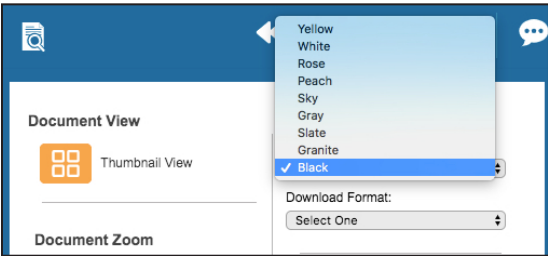 Yellow
White
Rose
Peach
Sky
Gray
Slate
Granite
✓ Black
Document View
Thumbnail View
Download Format:
Select One
Document Zoom